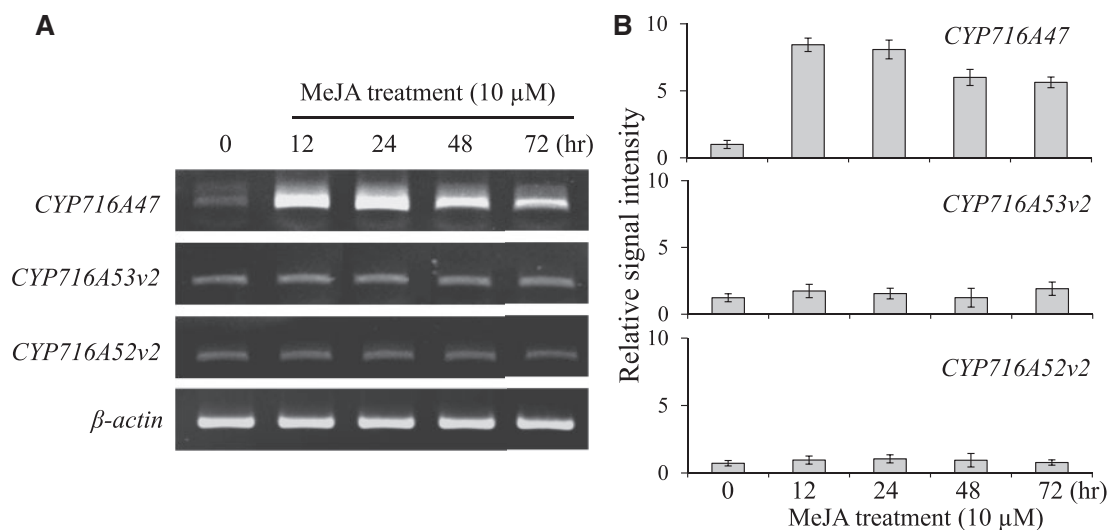 A
MeJA treatment (10 µM)
0 12 24 48 72 (hr)
CYP716A47
CYP716A53v2
CYP716A52v2
β-actin
B
Relative signal intensity
10
5
0
CYP716A47
10
5
0
CYP716A53v2
10
5
0
CYP716A52v2
0 12 24 48 72 (hr)
MeJA treatment (10 µM)